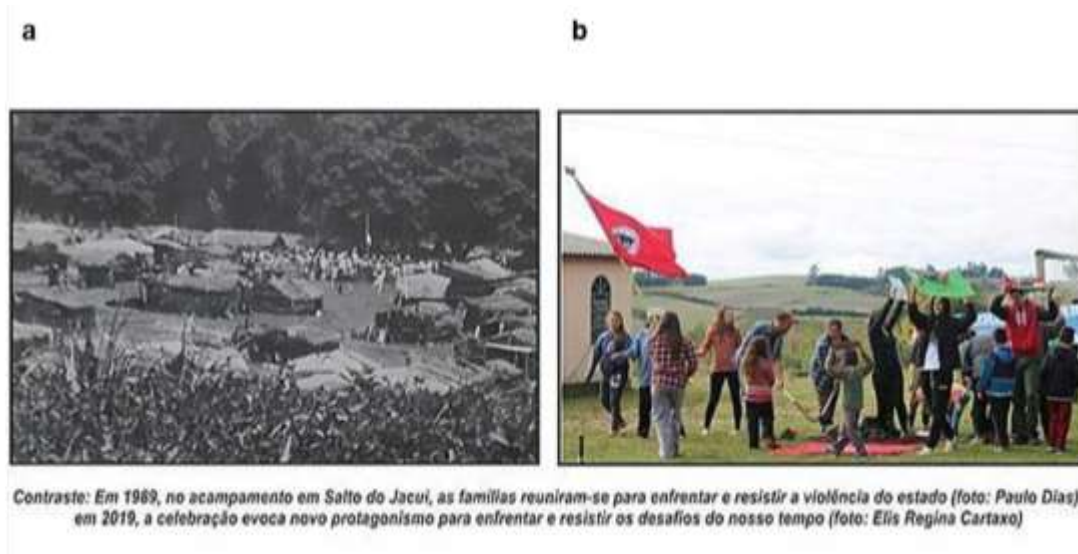 a
b
Contraste: Em 1989, no acampamento em Salto do Jacuí, as famílias reuniram-se para enfrentar e resistir a violência do estado (foto: Paulo Dias)
em 2019, a celebração evoca novo protagonismo para enfrentar e resistir os desafios do nosso tempo (foto: Elis Regina Cartaxo)